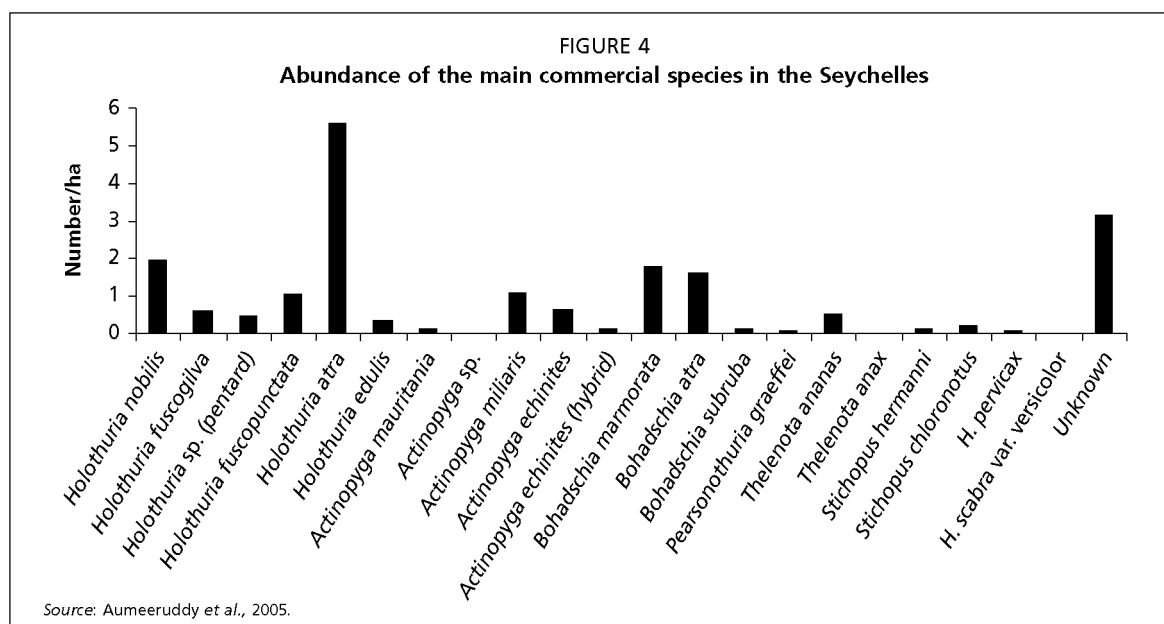 FIGURE 4
Abundance of the main commercial species in the Seychelles
Number/ha
6
5
4
3
2
1
0
Holothuria nobilis
Holothuria fuscogilva
Holothuria sp. (pentard)
Holothuria fuscopunctata
Holothuria atra
Holothuria edulis
Actinopyga mauritania
Actinopyga sp.
Actinopyga miliaris
Actinopyga echinites
Actinopyga echinites (hybrid)
Bohadschia marmorata
Bohadschia atra
Bohadschia subruba
Pearsonothuria graeffei
Thelenota ananas
Thelenota anax
Stichopus hermanni
Stichopus chloronotus
H. pervicax
H. scabra var. versicolor
Unknown
Source: Aumeeruddy et al., 2005.